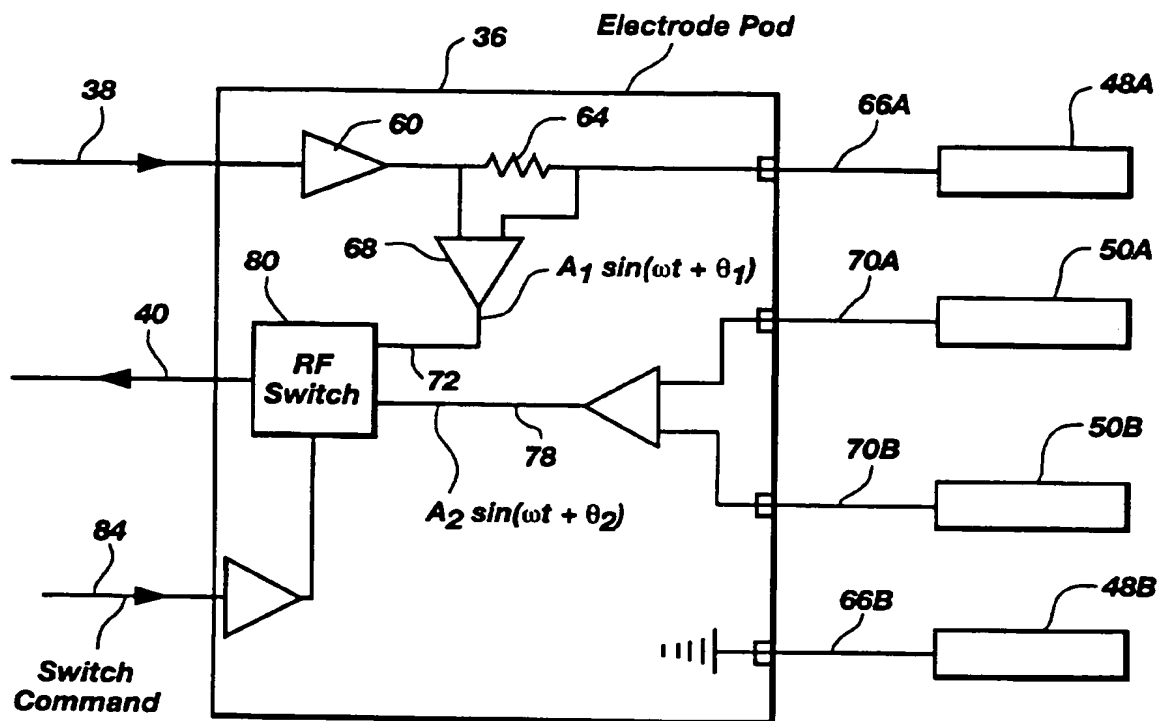 Electrode Pod
36
38
60
64
66A
48A
68
A1 sin(ωt + θ1)
70A
50A
80
40
RF
Switch
72
78
70B
50B
A2 sin(ωt + θ2)
84
66B
48B
Switch
Command